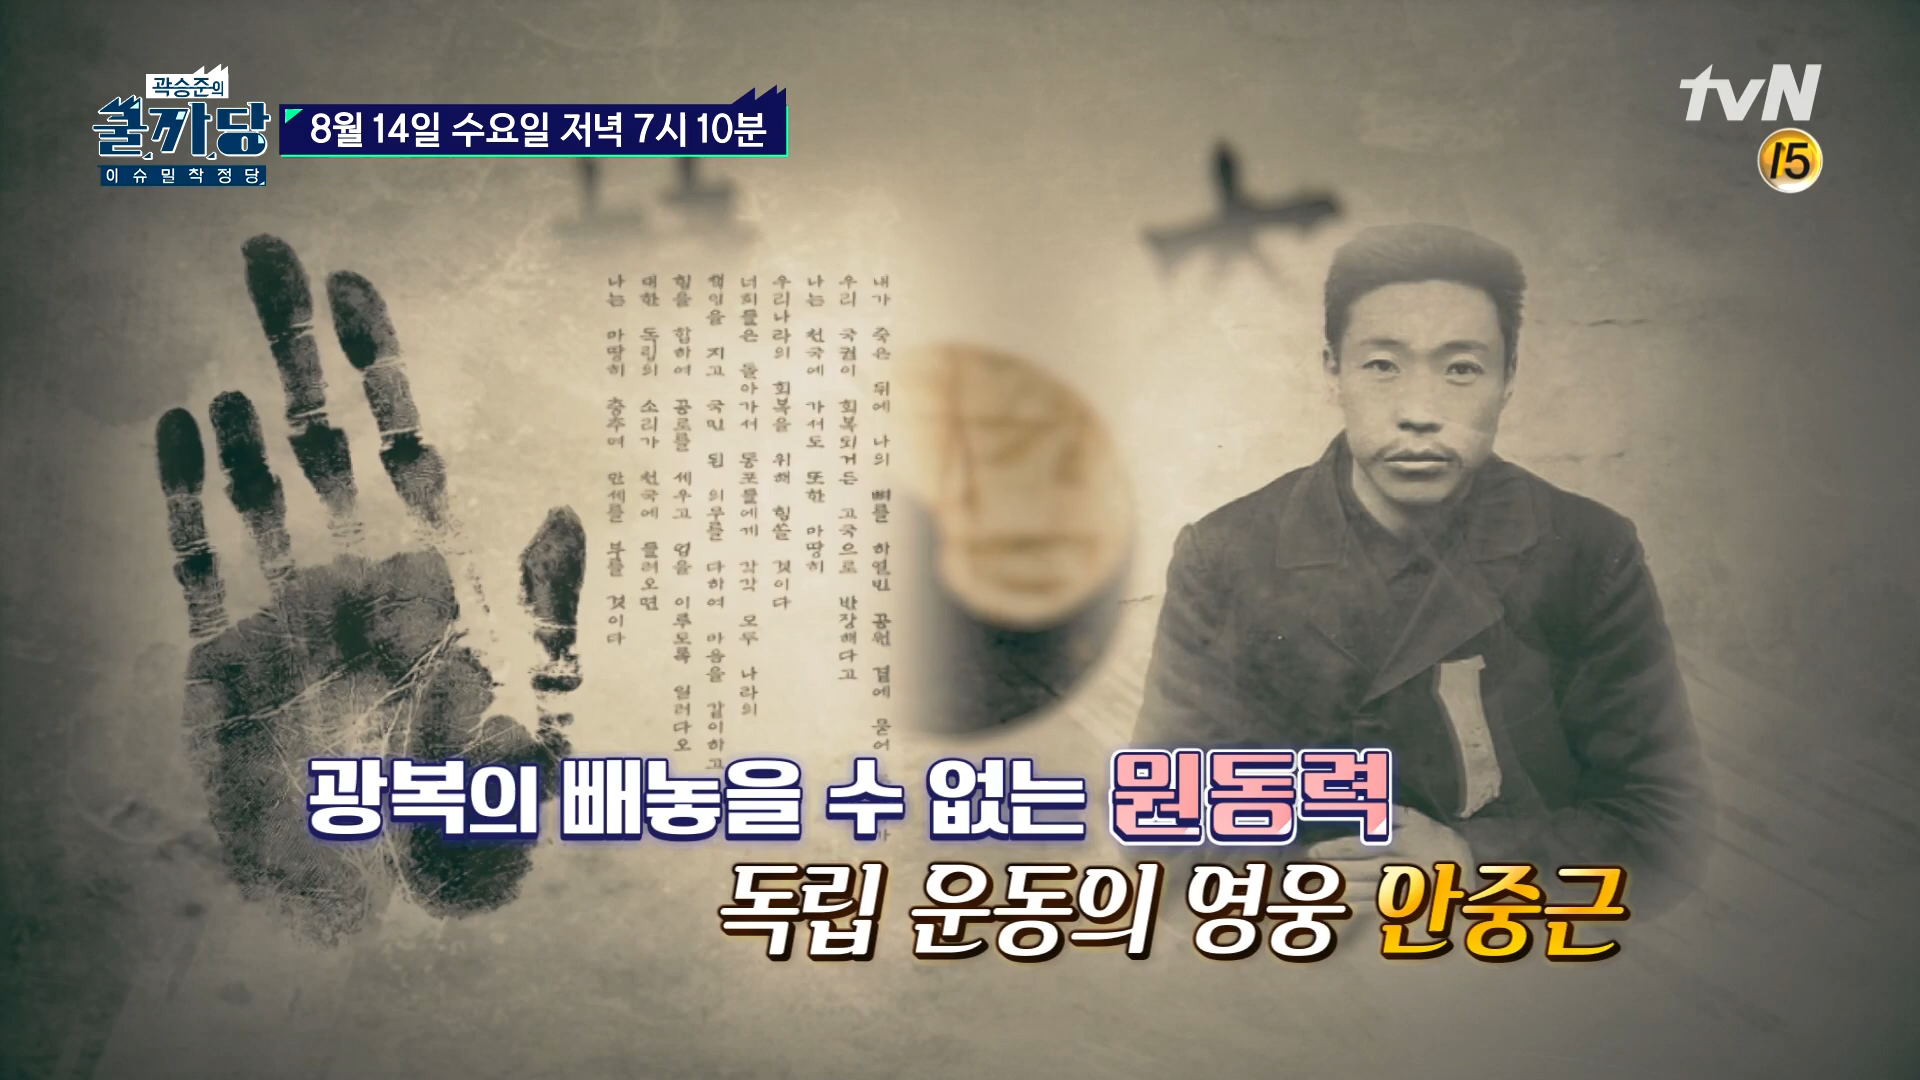 곽승준의
쿨까당
이슈밀착정당
8월 14일 수요일 저녁 7시 10분
tvN
15
내가 죽은 뒤에 나의 뼈를 하얼빈 공원 곁에 묻어
우리 국권이 회복되거든 고국으로 반장해다고
나는 천국에 가서도 또한 마땅히
우리나라의 회복을 위해 힘쓸 것이다
너희들은 돌아가서 동포들에게 각각 모두 나라의
책임을 지고 국민 된 의무를 다하여 마음을 같이하고
힘을 합하여 공로를 세우고 업을 이루도록 일러다오
대한 독립의 소리가 천국에 들려오면
나는 마땅히 춤추며 만세를 부를 것이다
광복의 빼놓을 수 없는 원동력
독립 운동의 영웅 안중근